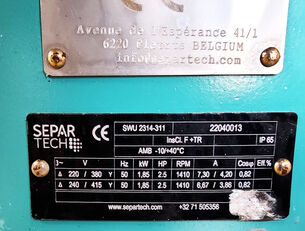 Avenue de l'Espérance 41/1
6220 Fleurus BELGIUM
info@separtech.com
SEPAR TECH CE SWU 2314-311 22040013
InsCl. F +TR IP 65
AMB -10/+40°C
3~ V Hz kW HP RPM A Cosφ Eff.%
Δ 220 / 380 Y 50 1,85 2.5 1410 7,30 / 4,20 0,82
Δ 240 / 415 Y 50 1,85 2.5 1410 6,67 / 3,86 0,82
www.separtech.com +32 71 505356